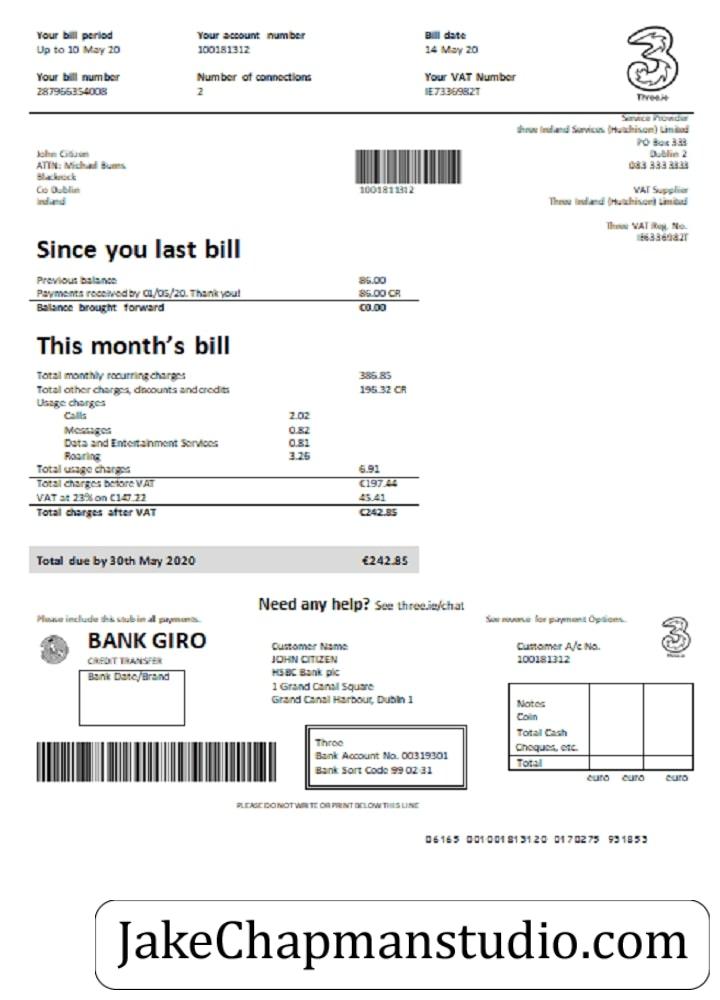 Your bill period Your account number Bill date
Up to 10 May 20 100181312 14 May 20
Your bill number Number of connections Your VAT Number
287966354008 2 IE7336982T
Three.ie
Service Provider
three Ireland Services (Hutchison) Limited
PO Box 333
Dublin 2
083 333 3333
VAT Supplier
Three Ireland (Hutchison) Limited
Three VAT Reg. No.
IE6336982T
John Citizen
ATTN: Michael Burns
Blackrock
Co Dublin
Ireland
1001811312
Since you last bill
Previous balance 86.00
Payments received by 01/05/20. Thank you! 86.00 CR
Balance brought forward €0.00
This month's bill
Total monthly recurring charges 386.85
Total other charges, discounts and credits 196.32 CR
Usage charges
Calls 2.02
Messages 0.82
Data and Entertainment Services 0.81
Roaring 3.26
Total usage charges 6.91
Total charges before VAT €197.44
VAT at 23% on €147.22 45.41
Total charges after VAT €242.85
Total due by 30th May 2020 €242.85
Need any help? See three.ie/chat
Please include this stub in all payments. See reverse for payment Options.
BANK GIRO
CREDIT TRANSFER
Bank Date/Brand
Customer Name
JOHN CITIZEN
HSBC Bank plc
1 Grand Canal Square
Grand Canal Harbour, Dublin 1
Customer A/c No.
100181312
Three
Bank Account No. 00319301
Bank Sort Code 99 02 31
Notes
Coin
Total Cash
Cheques, etc.
Total
euro euro euro
PLEASE DO NOT WRITE OR PRINT BELOW THIS LINE
06165 001001813120 0170275 931853
JakeChapmanstudio.com